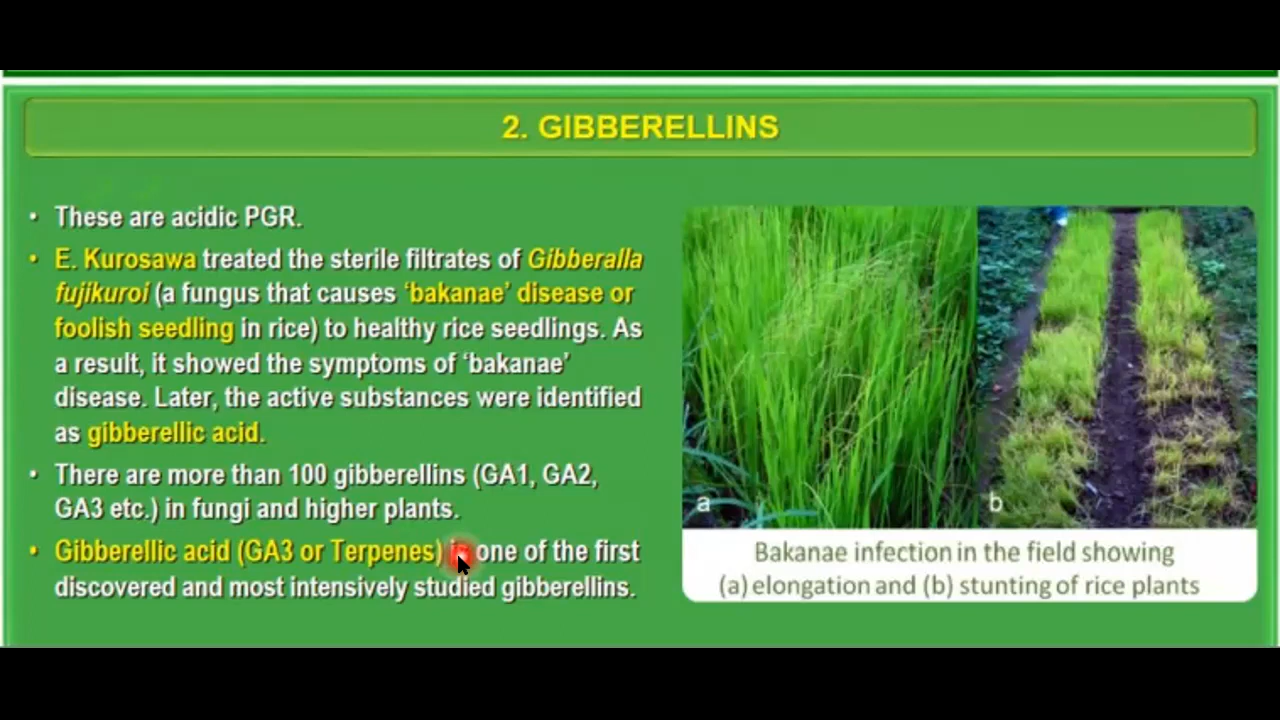 2. GIBBERELLINS
• These are acidic PGR.
• E. Kurosawa treated the sterile filtrates of Gibberalla
fujikuroi (a fungus that causes ‘bakanae’ disease or
foolish seedling in rice) to healthy rice seedlings. As
a result, it showed the symptoms of ‘bakanae’
disease. Later, the active substances were identified
as gibberellic acid.
• There are more than 100 gibberellins (GA1, GA2,
GA3 etc.) in fungi and higher plants.
• Gibberellic acid (GA3 or Terpenes) is one of the first
discovered and most intensively studied gibberellins.
a
b
Bakanae infection in the field showing
(a) elongation and (b) stunting of rice plants